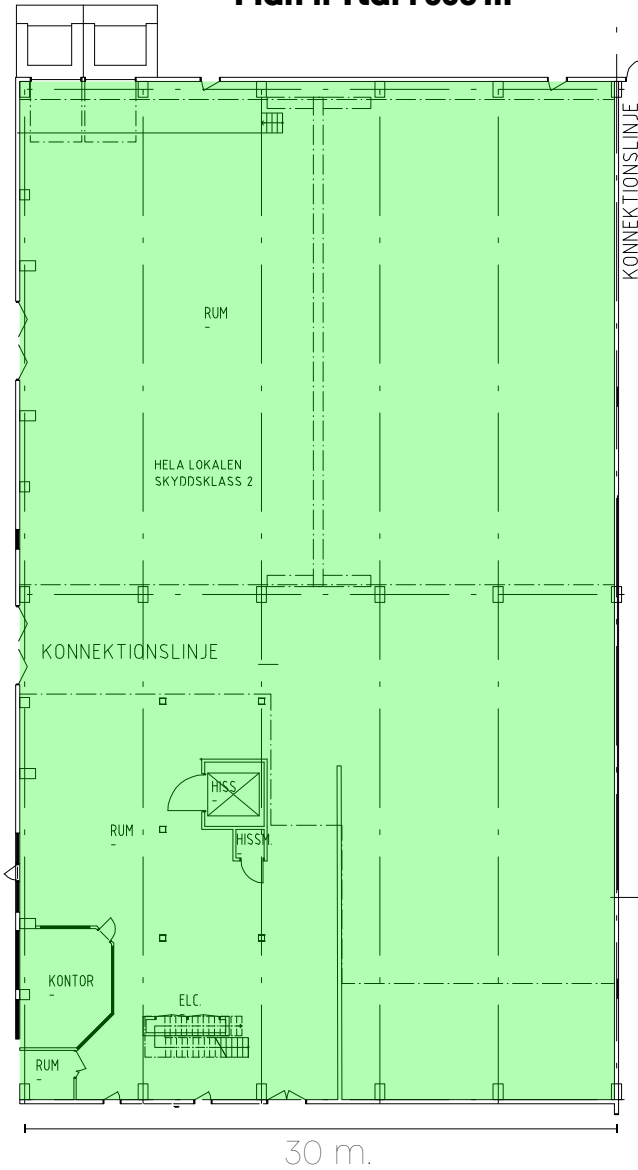 KONNEKTIONSLINJE
RUM
HELA LOKALEN
SKYDDSKLASS 2
KONNEKTIONSLINJE
HISS
RUM
HISSM.
KONTOR
ELC.
RUM
30 m.